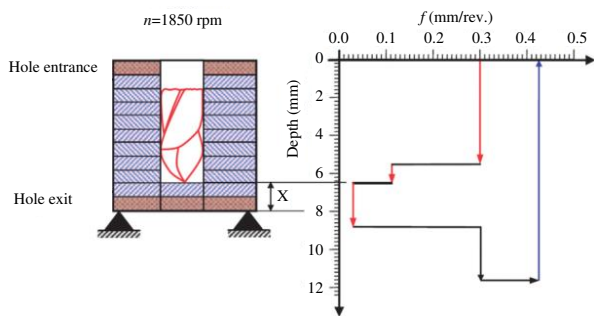 n=1850 rpm
Hole entrance
Hole exit
X
f (mm/rev.)
0.0 0.1 0.2 0.3 0.4 0.5
Depth (mm)
0
2
4
6
8
10
12